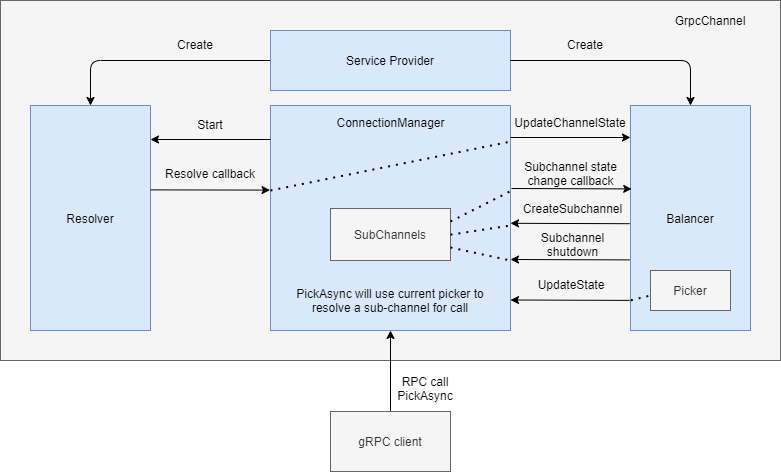 GrpcChannel
Create
Service Provider
Create
Start
ConnectionManager
UpdateChannelState
Resolve callback
Subchannel state
change callback
Resolver
SubChannels
CreateSubchannel
Balancer
Subchannel
shutdown
PickAsync will use current picker to
resolve a sub-channel for call
UpdateState
Picker
RPC call
PickAsync
gRPC client